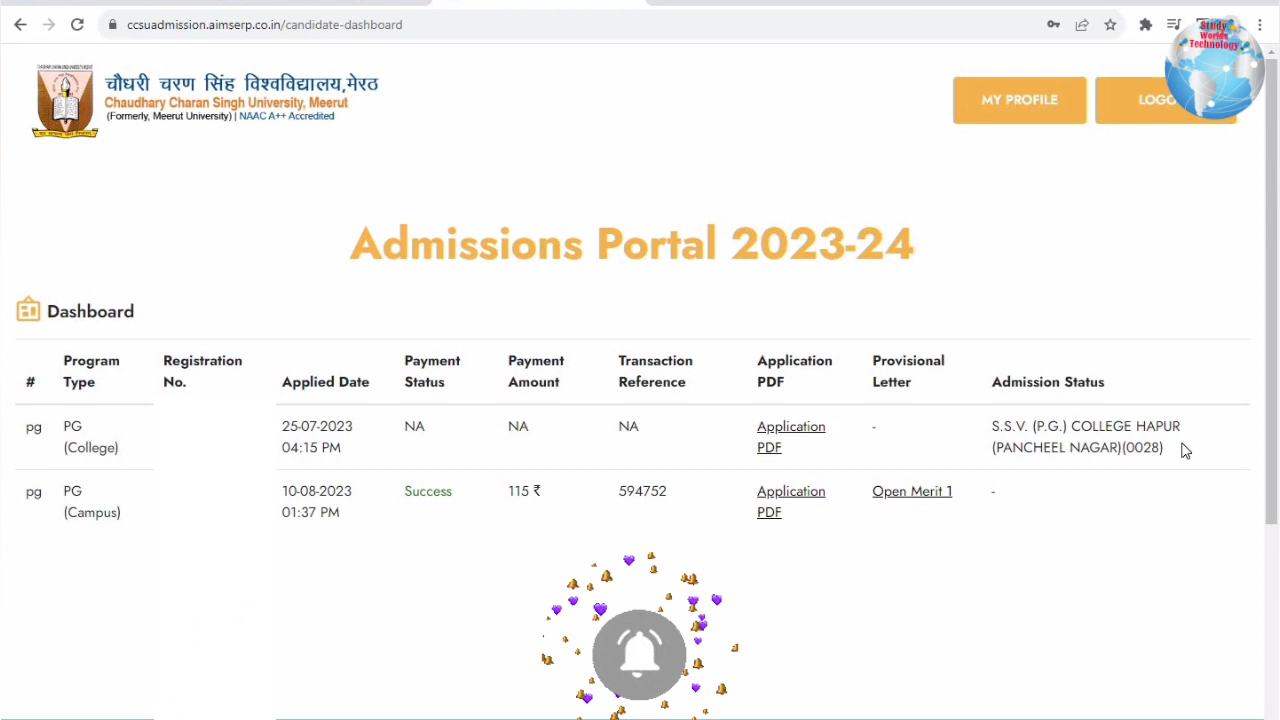 ccsuadmission.aimserp.co.in/candidate-dashboard
Study
Worlds
Technology
चौधरी चरण सिंह विश्वविद्यालय,मेरठ
Chaudhary Charan Singh University, Meerut
(Formerly, Meerut University) | NAAC A++ Accredited
MY PROFILE
LOGO
Admissions Portal 2023-24
Dashboard
# Program Type Registration No. Applied Date Payment Status Payment Amount Transaction Reference Application PDF Provisional Letter Admission Status
pg PG (College) 25-07-2023 04:15 PM NA NA NA Application PDF - S.S.V. (P.G.) COLLEGE HAPUR (PANCHEEL NAGAR)(0028)
pg PG (Campus) 10-08-2023 01:37 PM Success 115 ₹ 594752 Application PDF Open Merit 1 -